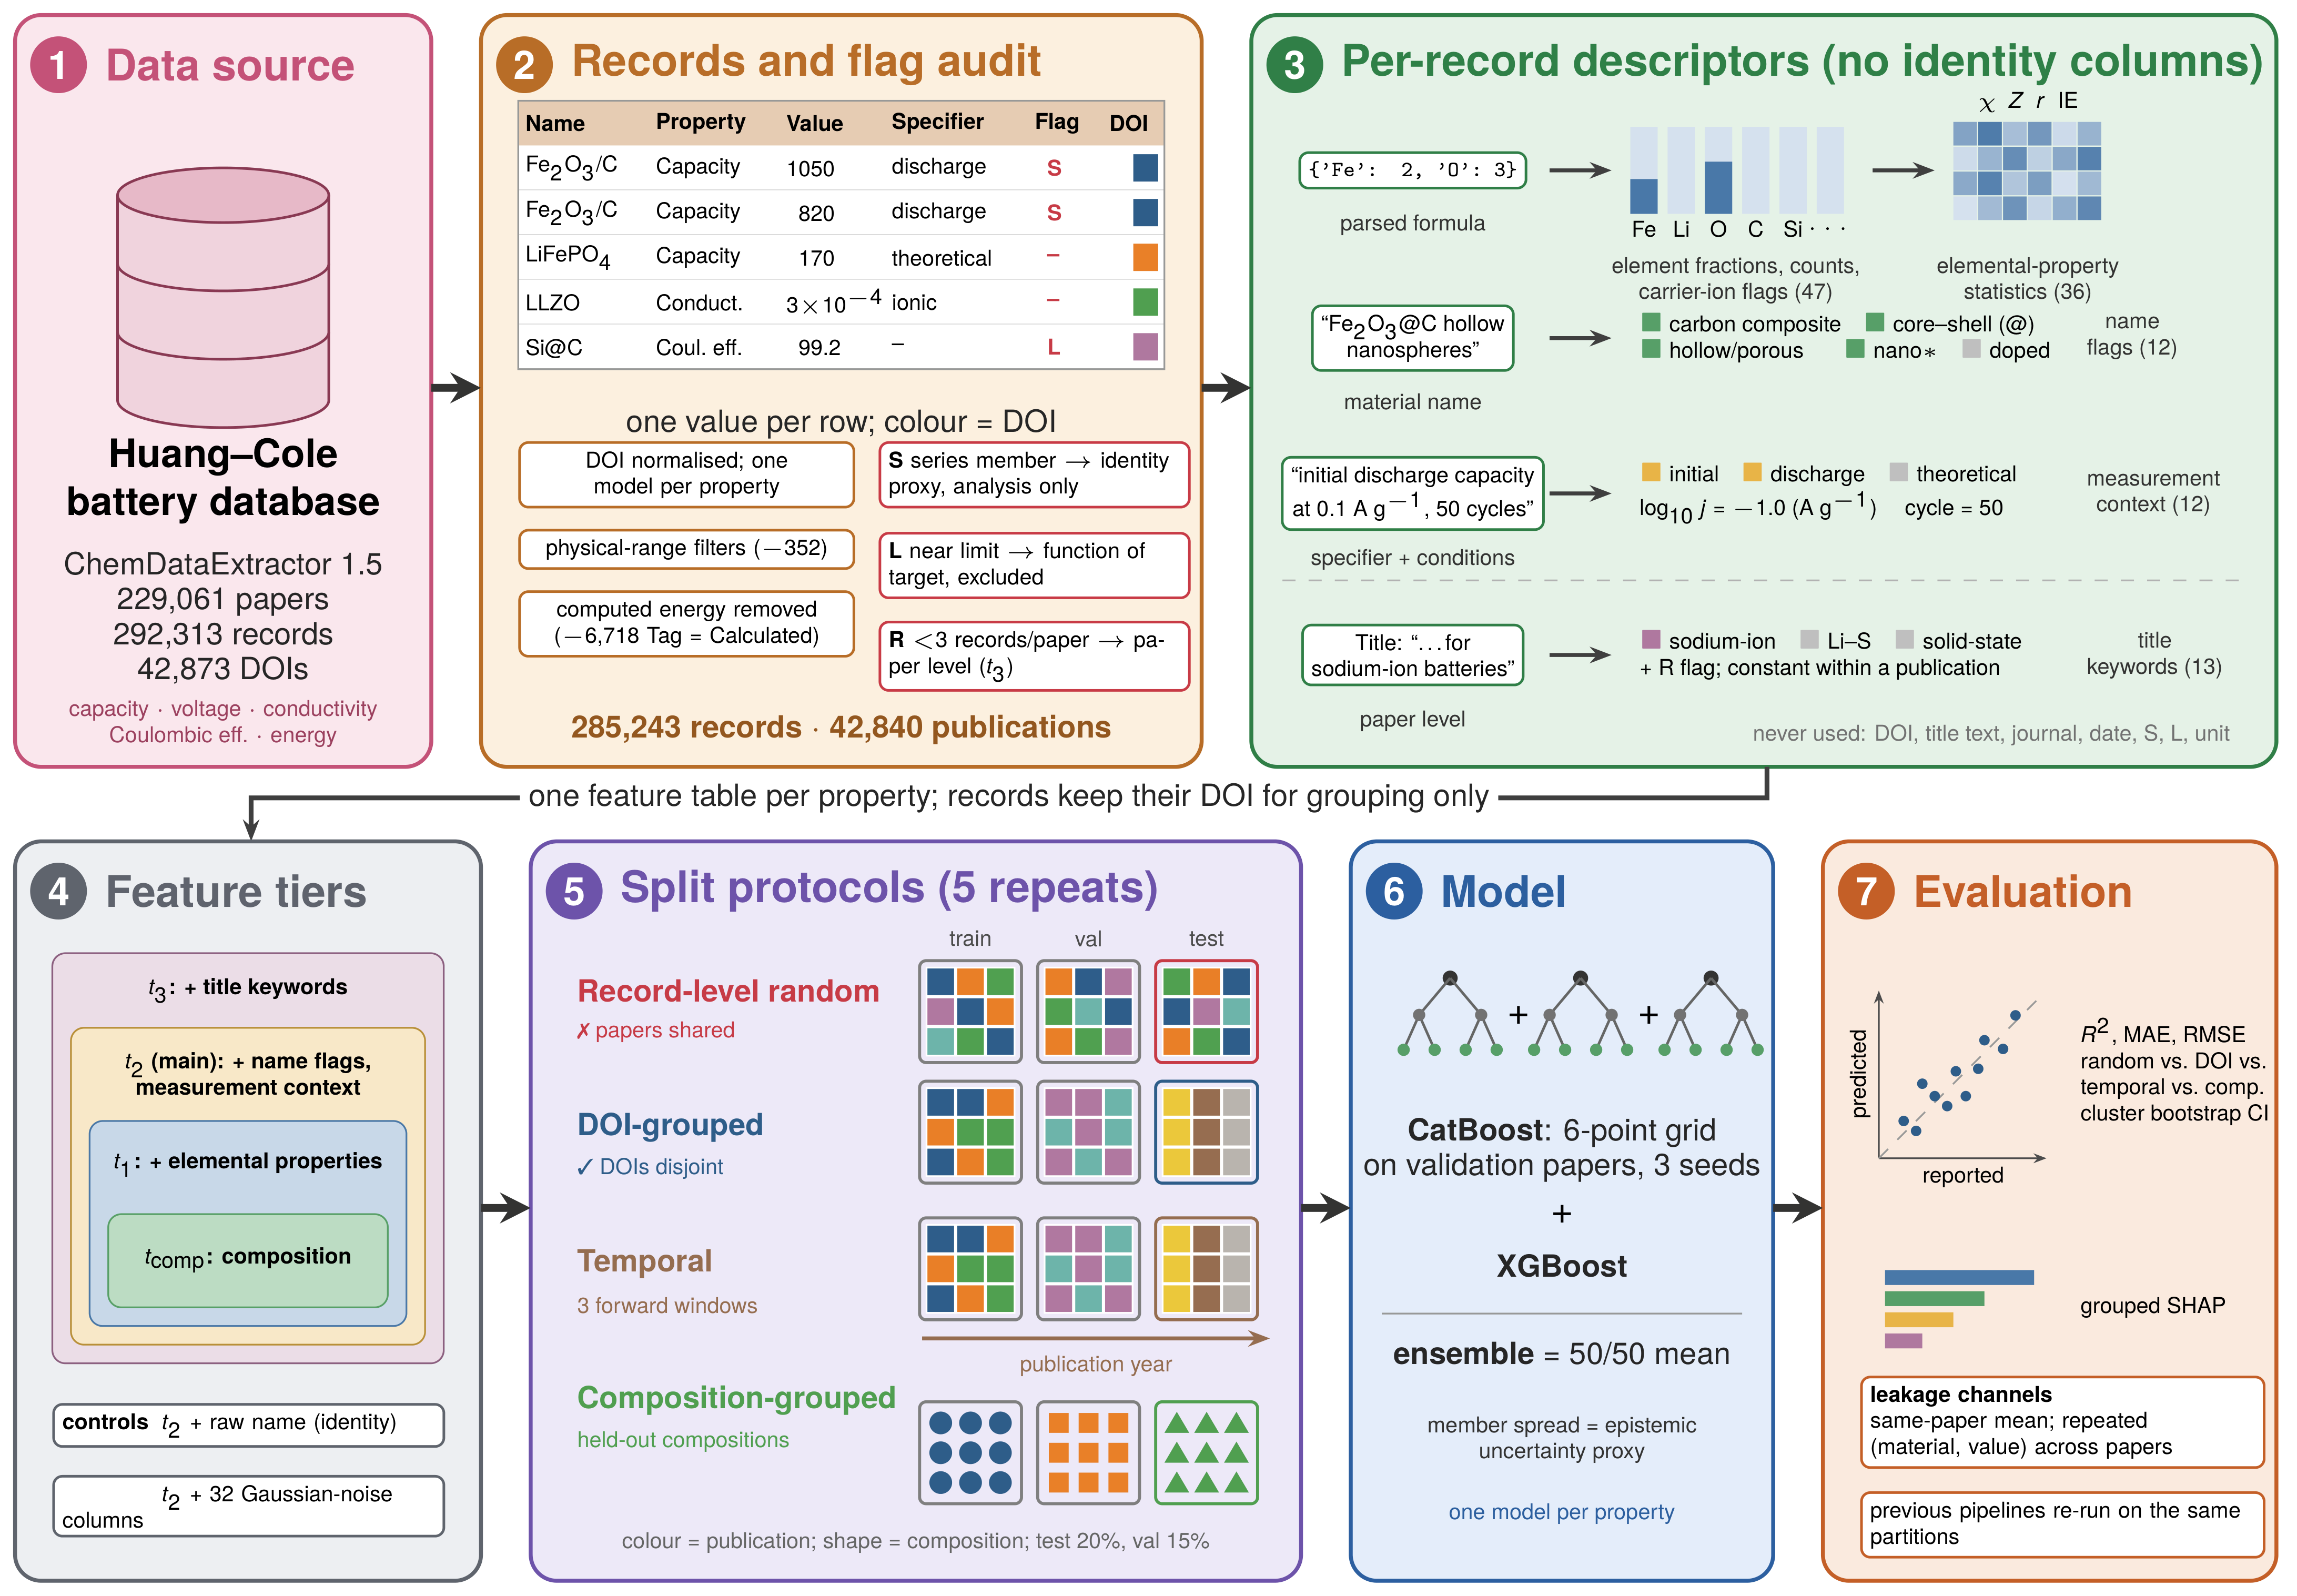 1 Data source
Huang–Cole
battery database
ChemDataExtractor 1.5
229,061 papers
292,313 records
42,873 DOIs
capacity · voltage · conductivity
Coulombic eff. · energy
2 Records and flag audit
Name Property Value Specifier Flag DOI
Fe2O3/C Capacity 1050 discharge S
Fe2O3/C Capacity 820 discharge S
LiFePO4 Capacity 170 theoretical –
LLZO Conduct. 3×10−4 ionic –
Si@C Coul. eff. 99.2 – L
one value per row; colour = DOI
DOI normalised; one
model per property
physical-range filters (−352)
computed energy removed
(−6,718 Tag = Calculated)
S series member → identity
proxy, analysis only
L near limit → function of
target, excluded
R <3 records/paper → pa-
per level (t3)
285,243 records · 42,840 publications
3 Per-record descriptors (no identity columns)
{'Fe': 2, 'O': 3}
parsed formula
Fe Li O C Si · · ·
element fractions, counts,
carrier-ion flags (47)
χ Z r IE
elemental-property
statistics (36)
“Fe2O3@C hollow
nanospheres”
material name
carbon composite core–shell (@)
hollow/porous nano∗ doped
name
flags (12)
“initial discharge capacity
at 0.1 A g−1, 50 cycles”
specifier + conditions
initial discharge theoretical
log10 j = −1.0 (A g−1) cycle = 50
measurement
context (12)
Title: “...for
sodium-ion batteries”
paper level
sodium-ion Li–S solid-state
+ R flag; constant within a publication
title
keywords (13)
never used: DOI, title text, journal, date, S, L, unit
one feature table per property; records keep their DOI for grouping only
4 Feature tiers
t3: + title keywords
t2 (main): + name flags,
measurement context
t1: + elemental properties
tcomp: composition
controls t2 + raw name (identity)
t2 + 32 Gaussian-noise
columns
5 Split protocols (5 repeats)
train val test
Record-level random
✗ papers shared
DOI-grouped
✓ DOIs disjoint
Temporal
3 forward windows
publication year
Composition-grouped
held-out compositions
colour = publication; shape = composition; test 20%, val 15%
6 Model
+ +
CatBoost: 6-point grid
on validation papers, 3 seeds
+
XGBoost
ensemble = 50/50 mean
member spread = epistemic
uncertainty proxy
one model per property
7 Evaluation
predicted
reported
R2, MAE, RMSE
random vs. DOI vs.
temporal vs. comp.
cluster bootstrap CI
grouped SHAP
leakage channels
same-paper mean; repeated
(material, value) across papers
previous pipelines re-run on the same
partitions